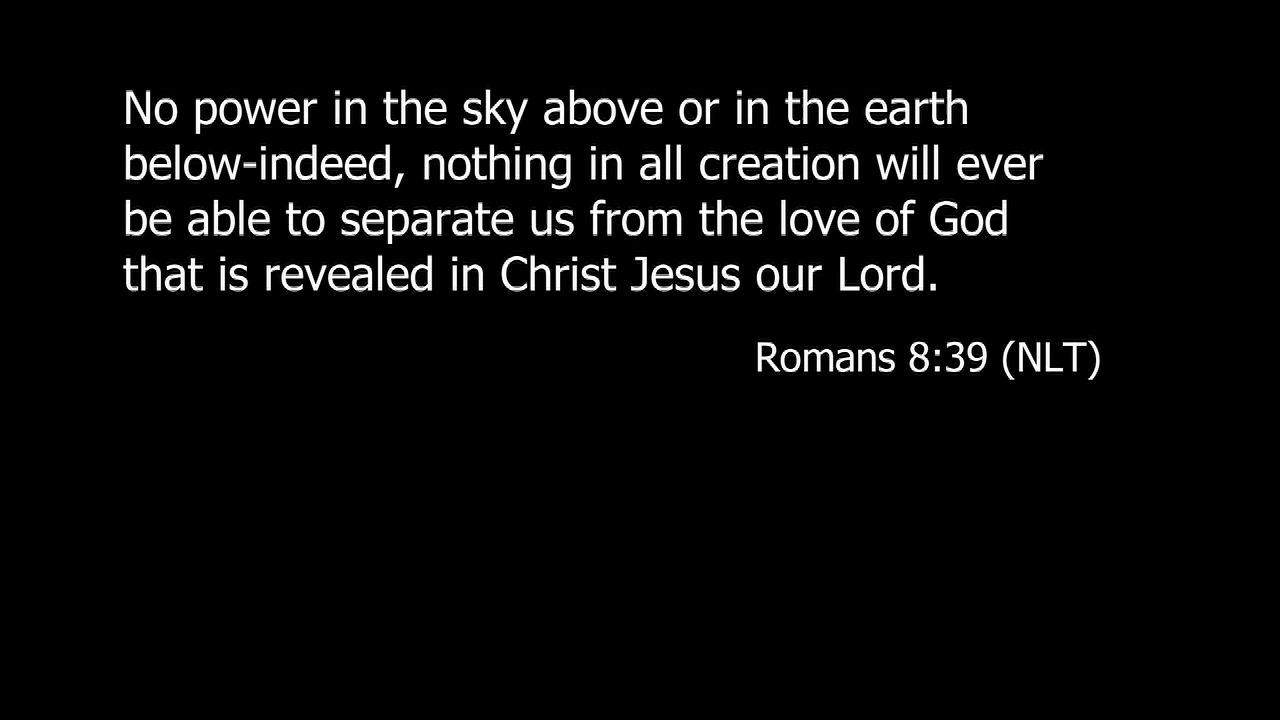 No power in the sky above or in the earth
below-indeed, nothing in all creation will ever
be able to separate us from the love of God
that is revealed in Christ Jesus our Lord.
Romans 8:39 (NLT)